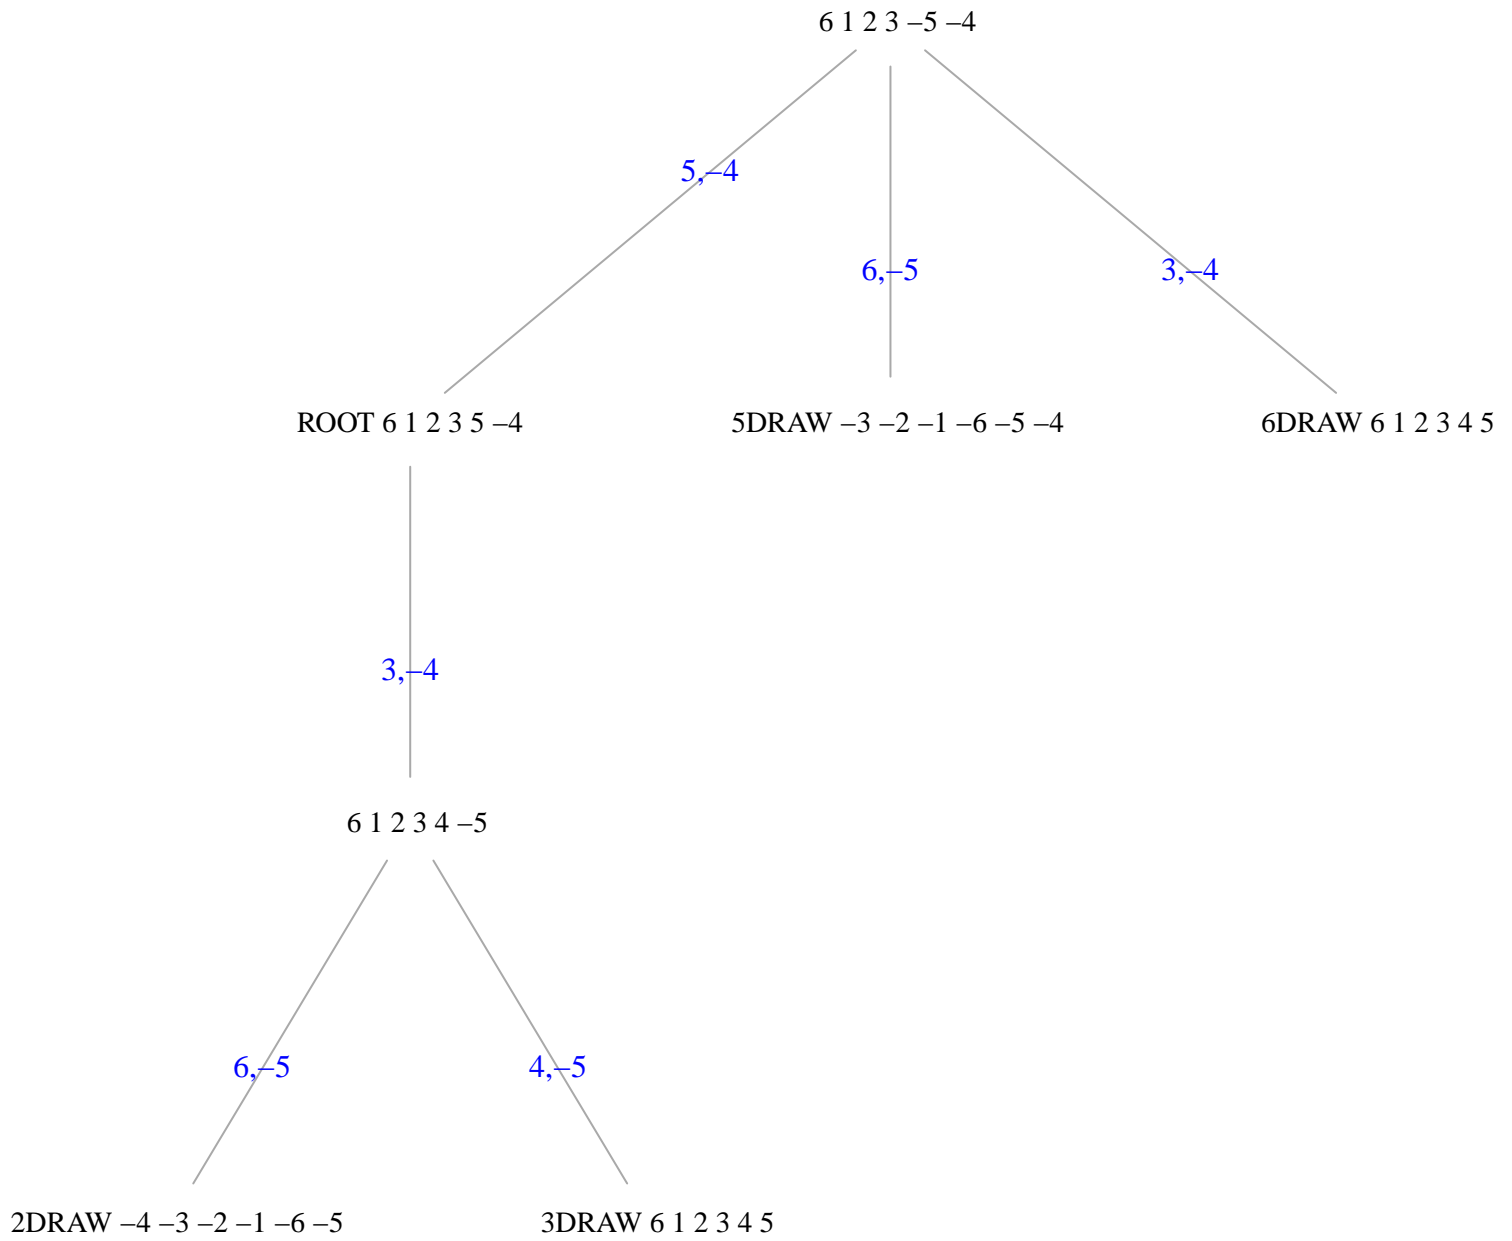 6 1 2 3 –5 –4
5,–4
6,–5
3,–4
ROOT 6 1 2 3 5 –4
5DRAW –3 –2 –1 –6 –5 –4
6DRAW 6 1 2 3 4 5
3,–4
6 1 2 3 4 –5
6,–5
4,–5
2DRAW –4 –3 –2 –1 –6 –5
3DRAW 6 1 2 3 4 5